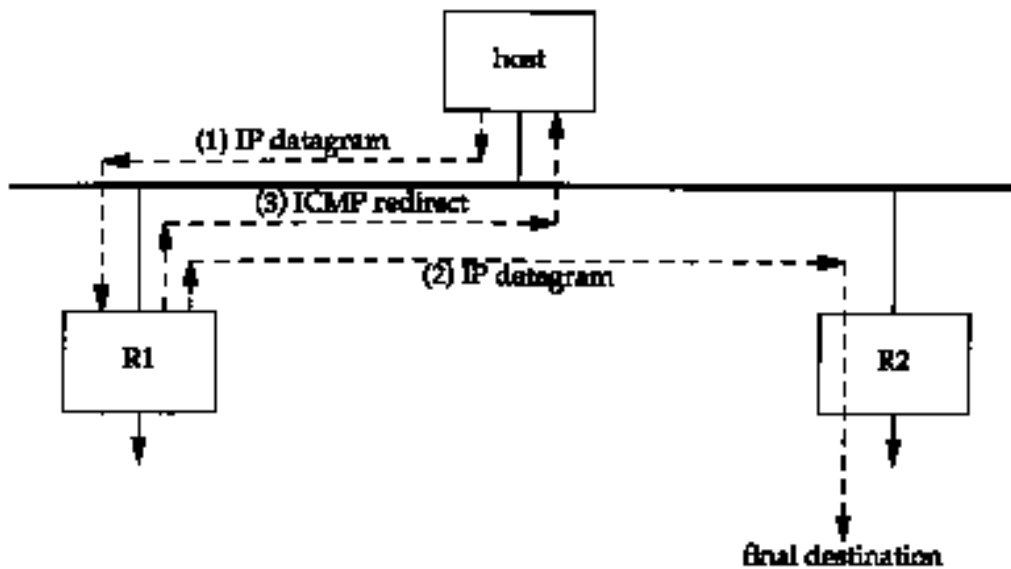 host
(1) IP datagram
(3) ICMP redirect
(2) IP datagram
R1
R2
final destination